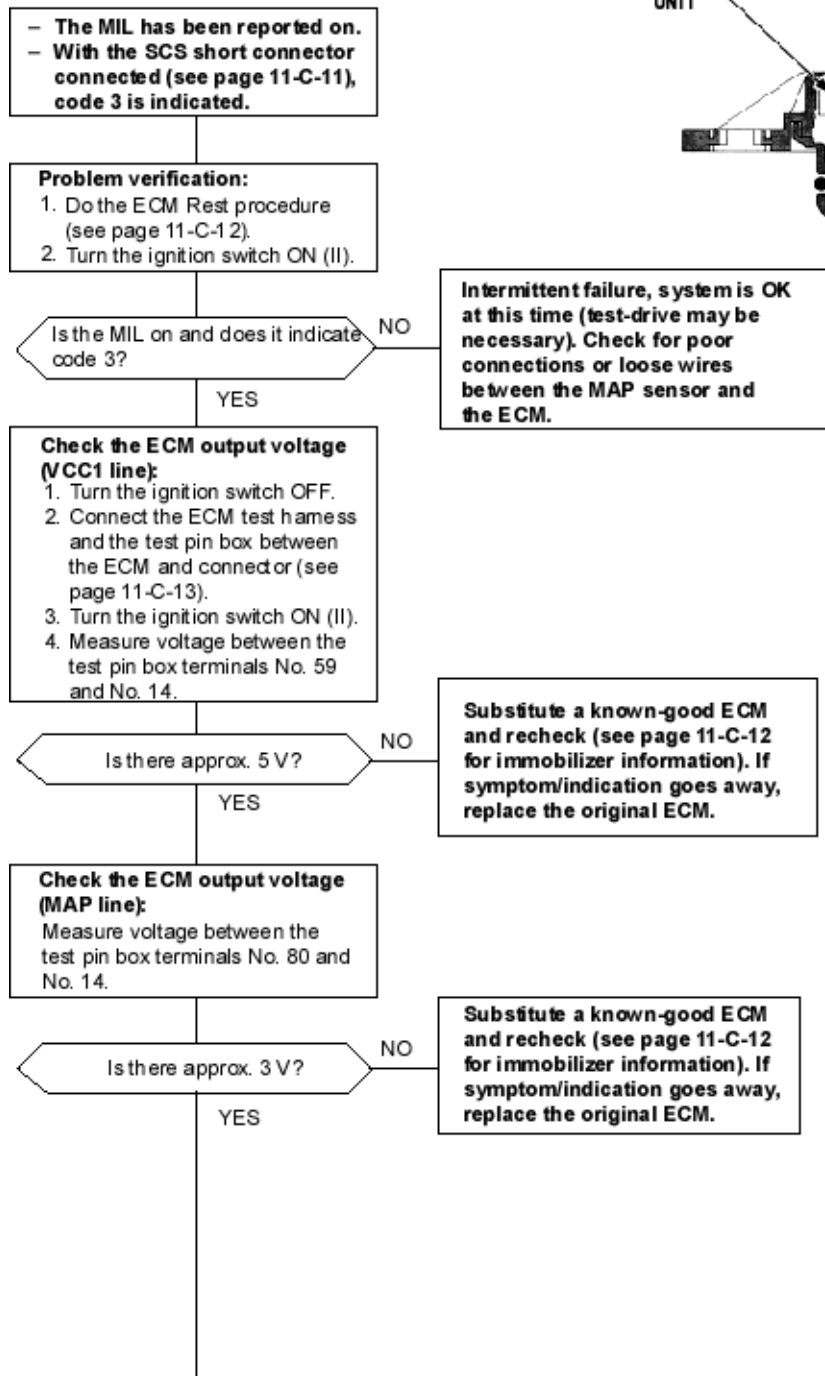 UNIT
– The MIL has been reported on.
– With the SCS short connector
connected (see page 11-C-11),
code 3 is indicated.
Problem verification:
1. Do the ECM Rest procedure
(see page 11-C-12).
2. Turn the ignition switch ON (II).
Is the MIL on and does it indicate
code 3?
NO
Intermittent failure, system is OK
at this time (test-drive may be
necessary). Check for poor
connections or loose wires
between the MAP sensor and
the ECM.
YES
Check the ECM output voltage
(VCC1 line):
1. Turn the ignition switch OFF.
2. Connect the ECM test harness
and the test pin box between
the ECM and connector (see
page 11-C-13).
3. Turn the ignition switch ON (II).
4. Measure voltage between the
test pin box terminals No. 59
and No. 14.
Is there approx. 5 V?
NO
Substitute a known-good ECM
and recheck (see page 11-C-12
for immobilizer information). If
symptom/indication goes away,
replace the original ECM.
YES
Check the ECM output voltage
(MAP line):
Measure voltage between the
test pin box terminals No. 80 and
No. 14.
Is there approx. 3 V?
NO
Substitute a known-good ECM
and recheck (see page 11-C-12
for immobilizer information). If
symptom/indication goes away,
replace the original ECM.
YES